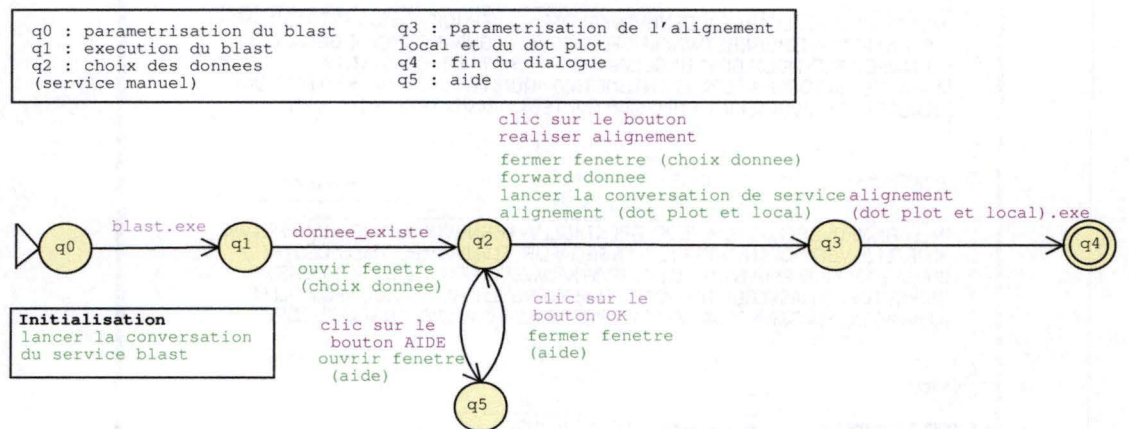 q0 : parametrisation du blast
q1 : execution du blast
q2 : choix des donnees
(service manuel)
q3 : parametrisation de l'alignement
local et du dot plot
q4 : fin du dialogue
q5 : aide
clic sur le bouton
realiser alignement
fermer fenetre (choix donnee)
forward donnee
lancer la conversation de service
alignement (dot plot et local)
alignement
(dot plot et local).exe
blast.exe
donnee_existe
q0
q1
q2
q3
q4
ouvir fenetre
(choix donnee)
Initialisation
lancer la conversation
du service blast
clic sur le
bouton AIDE
ouvrir fenetre
(aide)
clic sur le
bouton OK
fermer fenetre
(aide)
q5